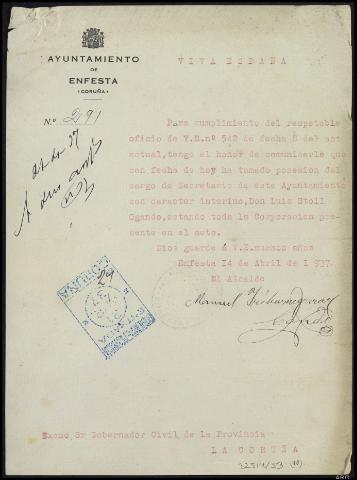 AYUNTAMIENTO
DE
ENFESTA
(CORUÑA)
VIVA ESPAÑA
N.º 291
Para cumplimiento del respetable
oficio de V.E. nº 542 de fecha 8 del act
actual, tengo el honor de comunicarle que
con fecha de hoy ha tomado posesión del
cargo de Secretario de este Ayuntamiento
con caracter interino, Don Luis Stoll
Ogando, estando toda la Corporacion pre-
sente en el acto.
Dios guarde á V.E. muchos años
Enfesta 14 de Abril de 1 937.
El Alcalde
Manuel
Excmo Sr Gobernador Civil de la Provincia
LA CORUÑA